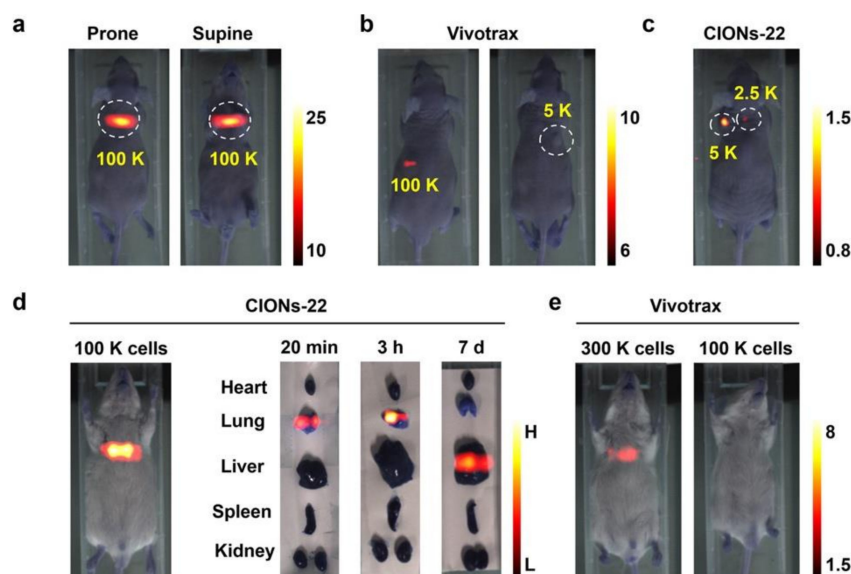 a
Prone
Supine
100 K
100 K
25
10
b
Vivotrax
100 K
5 K
10
6
c
CIONs-22
2.5 K
5 K
1.5
0.8
d
CIONs-22
100 K cells
20 min
3 h
7 d
Heart
Lung
Liver
Spleen
Kidney
H
L
e
Vivotrax
300 K cells
100 K cells
8
1.5